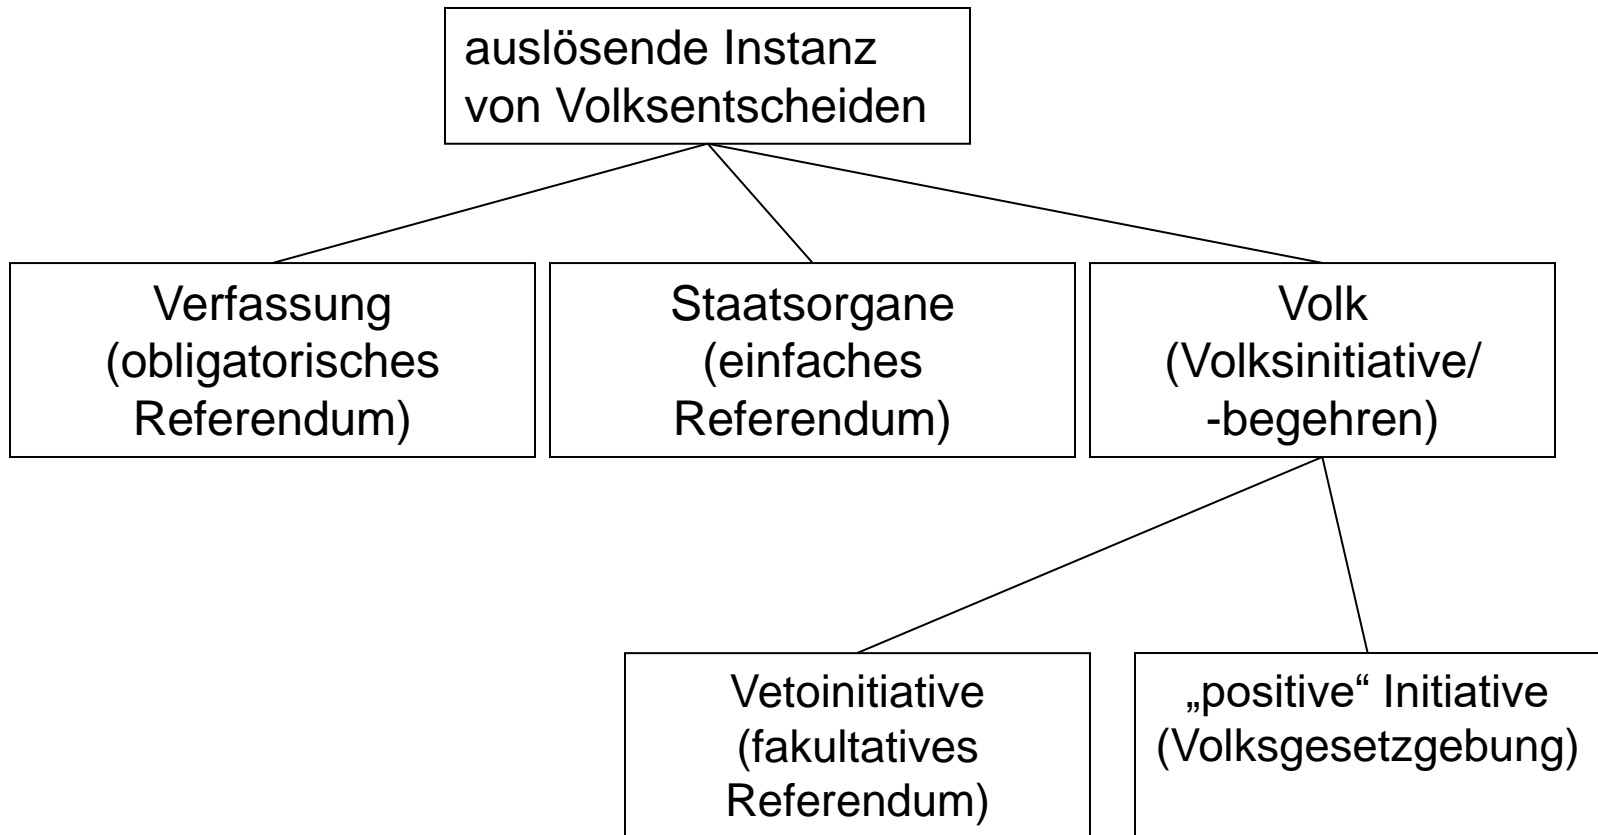 auslösende Instanz
von Volksentscheiden
Verfassung
(obligatorisches
Referendum)
Staatsorgane
(einfaches
Referendum)
Volk
(Volksinitiative/
-begehren)
Vetoinitiative
(fakultatives
Referendum)
„positive“ Initiative
(Volksgesetzgebung)